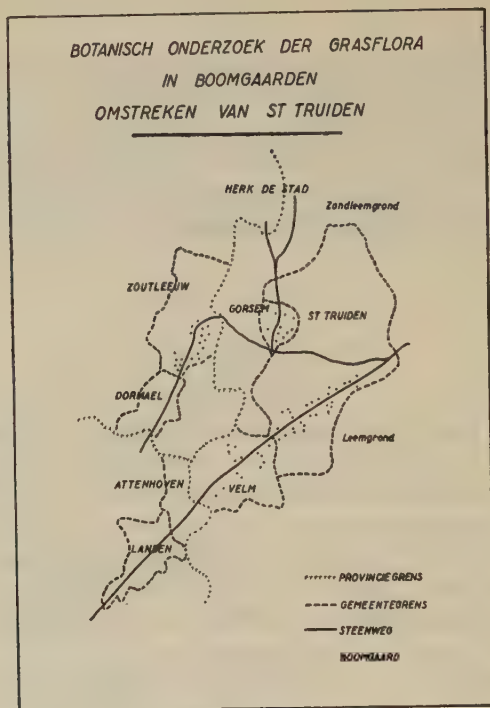 BOTANISCH ONDERZOEK DER GRASFLORA
IN BOOMGAARDEN
OMSTREKEN VAN ST TRUIDEN
HERK DE STAD
Zandleemgrond
ZOUTLEEUW
GORSEM
ST TRUIDEN
DORMAEL
Leemgrond
ATTENHOVEN
VELM
LANDEN
PROVINCIEGRENS
GEMEENTEGRENS
STEENWEG
BOOMGAARD